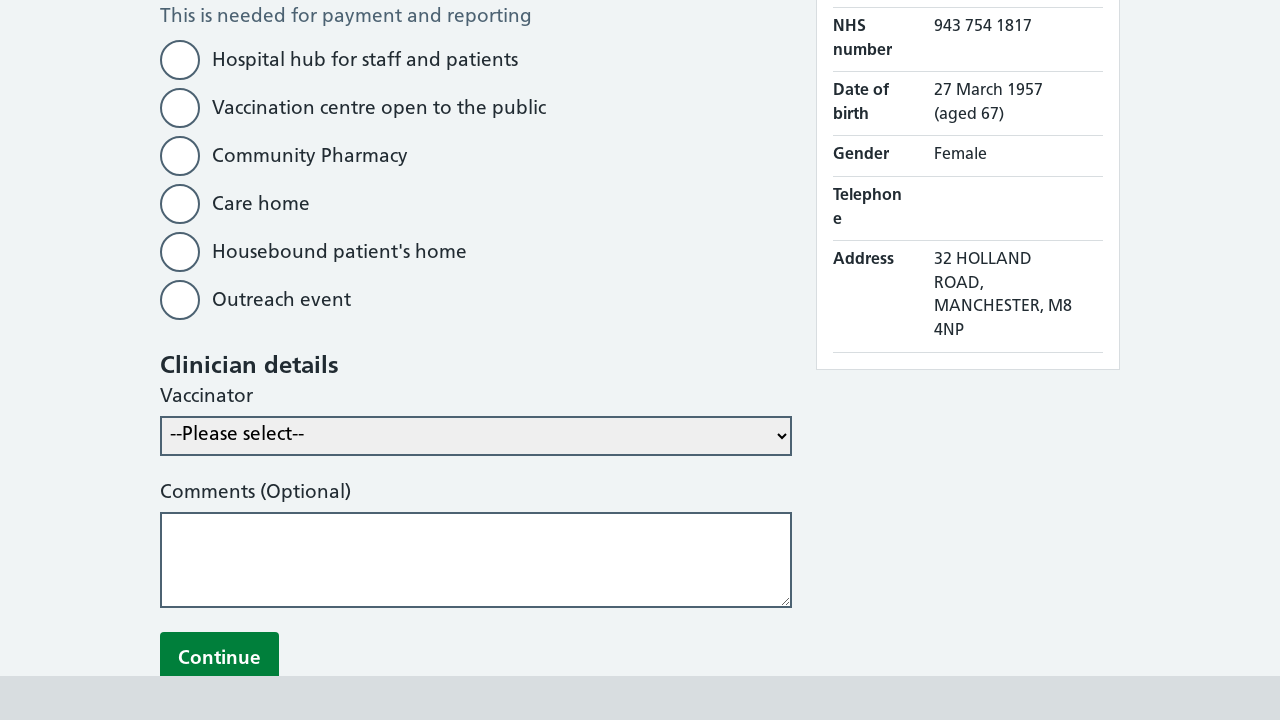 This is needed for payment and reporting
Hospital hub for staff and patients
Vaccination centre open to the public
Community Pharmacy
Care home
Housebound patient's home
Outreach event
Clinician details
Vaccinator
--Please select--
Comments (Optional)
Continue
NHS number
943 754 1817
Date of birth
27 March 1957
(aged 67)
Gender
Female
Telephon
e
Address
32 HOLLAND
ROAD,
MANCHESTER, M8
4NP